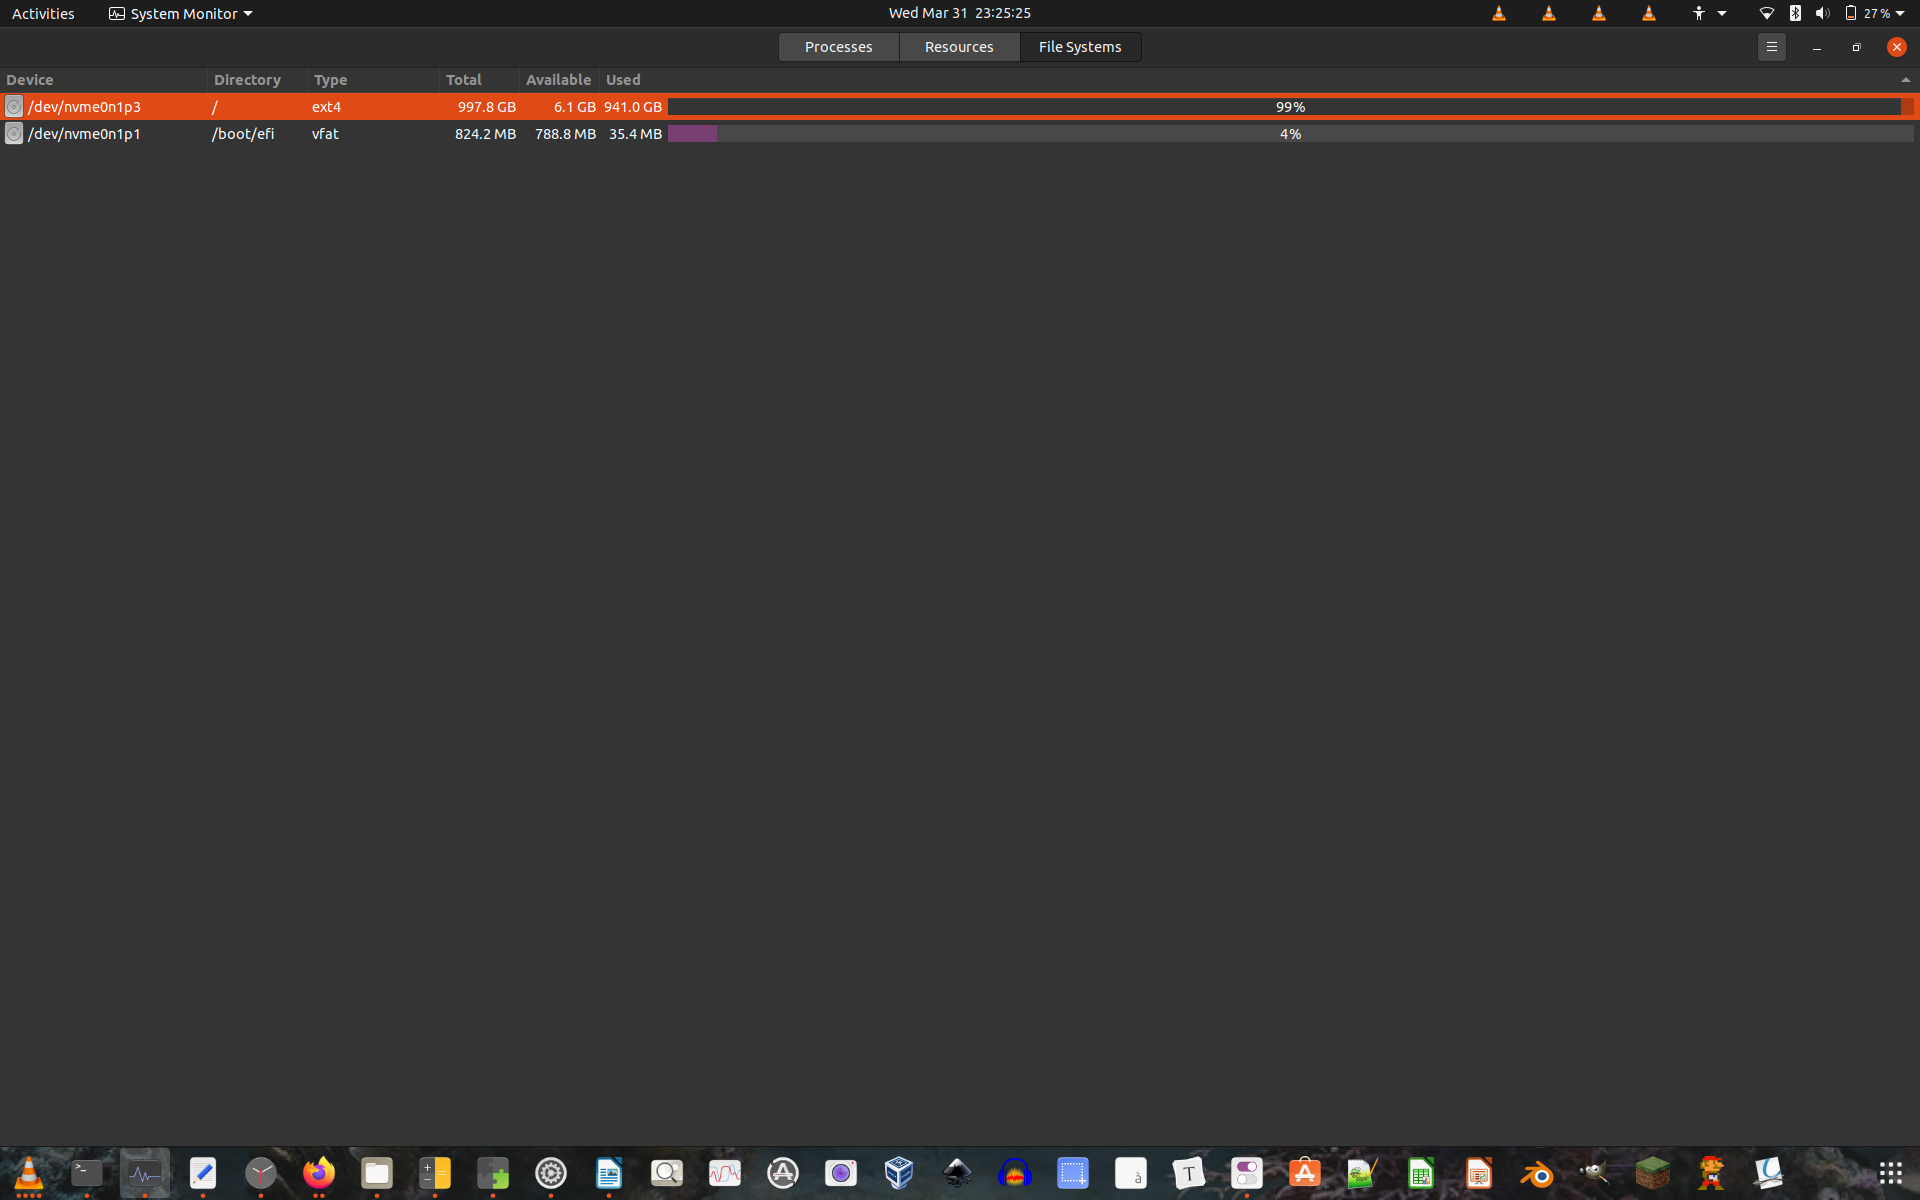 Activities System Monitor Wed Mar 31 23:25:25 27 %
Processes Resources File Systems
Device Directory Type Total Available Used
/dev/nvme0n1p3 / ext4 997.8 GB 6.1 GB 941.0 GB 99%
/dev/nvme0n1p1 /boot/efi vfat 824.2 MB 788.8 MB 35.4 MB 4%